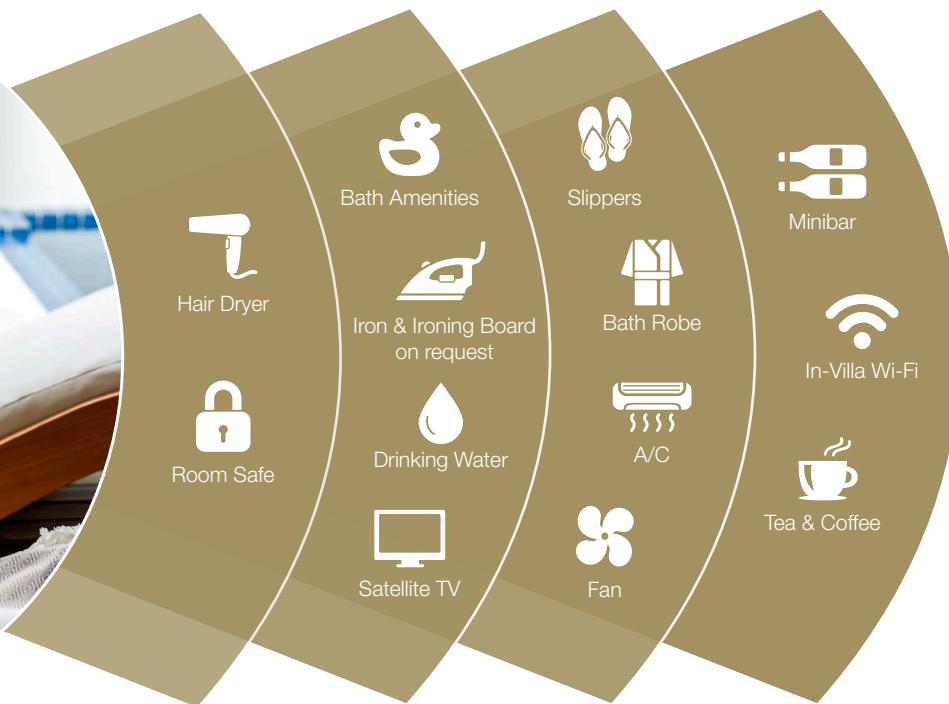 Hair Dryer
Room Safe
Bath Amenities
Iron & Ironing Board
on request
Drinking Water
Satellite TV
Slippers
Bath Robe
A/C
Fan
Minibar
In-Villa Wi-Fi
Tea & Coffee